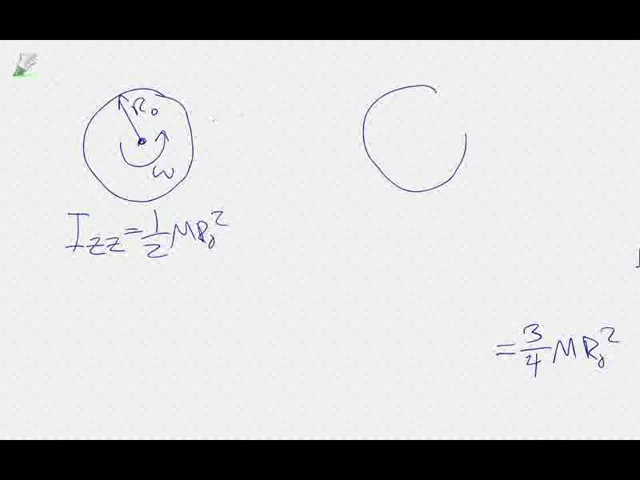 R₀
ω
I_zz = 1/2 MR₀²
= 3/4 MR₀²